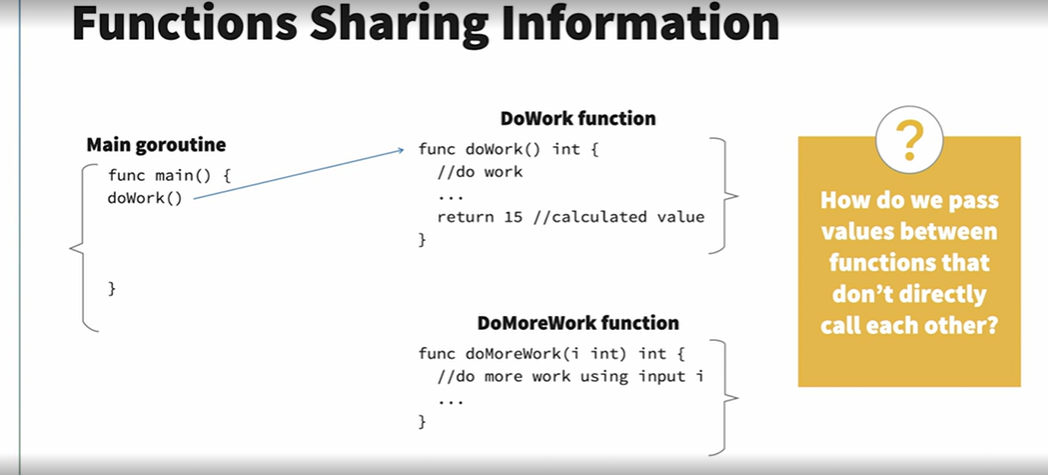 Functions Sharing Information
Main goroutine
func main() {
doWork()
}
DoWork function
func doWork() int {
//do work
...
return 15 //calculated value
}
DoMoreWork function
func doMoreWork(i int) int {
//do more work using input i
...
}
?
How do we pass
values between
functions that
don't directly
call each other?